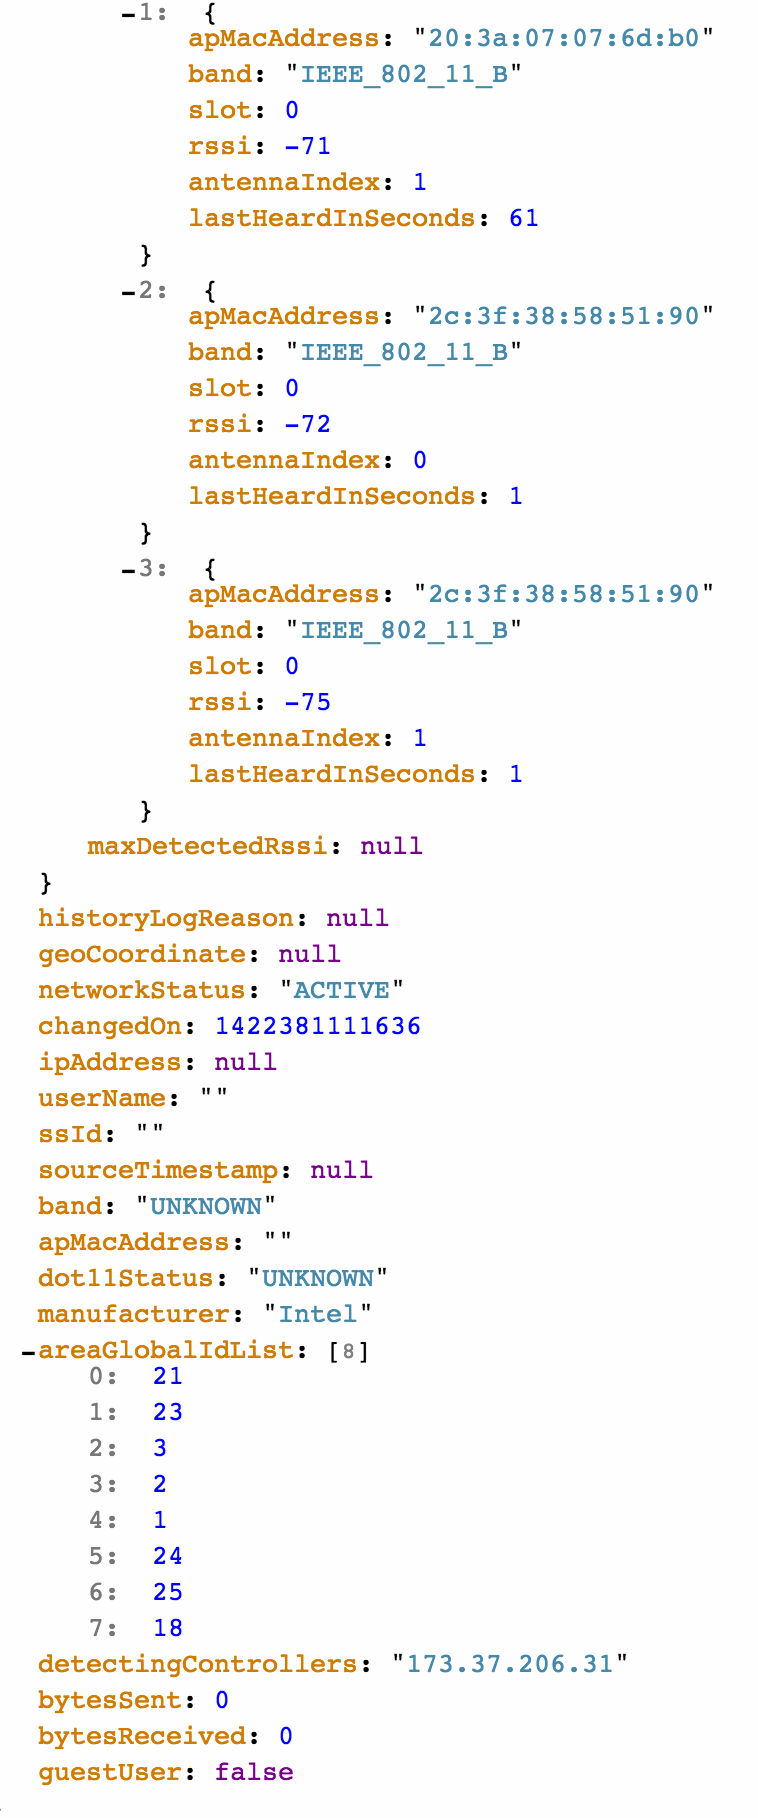 −1: {
apMacAddress: "20:3a:07:07:6d:b0"
band: "IEEE_802_11_B"
slot: 0
rssi: -71
antennaIndex: 1
lastHeardInSeconds: 61
}
−2: {
apMacAddress: "2c:3f:38:58:51:90"
band: "IEEE_802_11_B"
slot: 0
rssi: -72
antennaIndex: 0
lastHeardInSeconds: 1
}
−3: {
apMacAddress: "2c:3f:38:58:51:90"
band: "IEEE_802_11_B"
slot: 0
rssi: -75
antennaIndex: 1
lastHeardInSeconds: 1
}
maxDetectedRssi: null
}
historyLogReason: null
geoCoordinate: null
networkStatus: "ACTIVE"
changedOn: 1422381111636
ipAddress: null
userName: ""
ssId: ""
sourceTimestamp: null
band: "UNKNOWN"
apMacAddress: ""
dot11Status: "UNKNOWN"
manufacturer: "Intel"
−areaGlobalIdList: [8]
0: 21
1: 23
2: 3
3: 2
4: 1
5: 24
6: 25
7: 18
detectingControllers: "173.37.206.31"
bytesSent: 0
bytesReceived: 0
guestUser: false